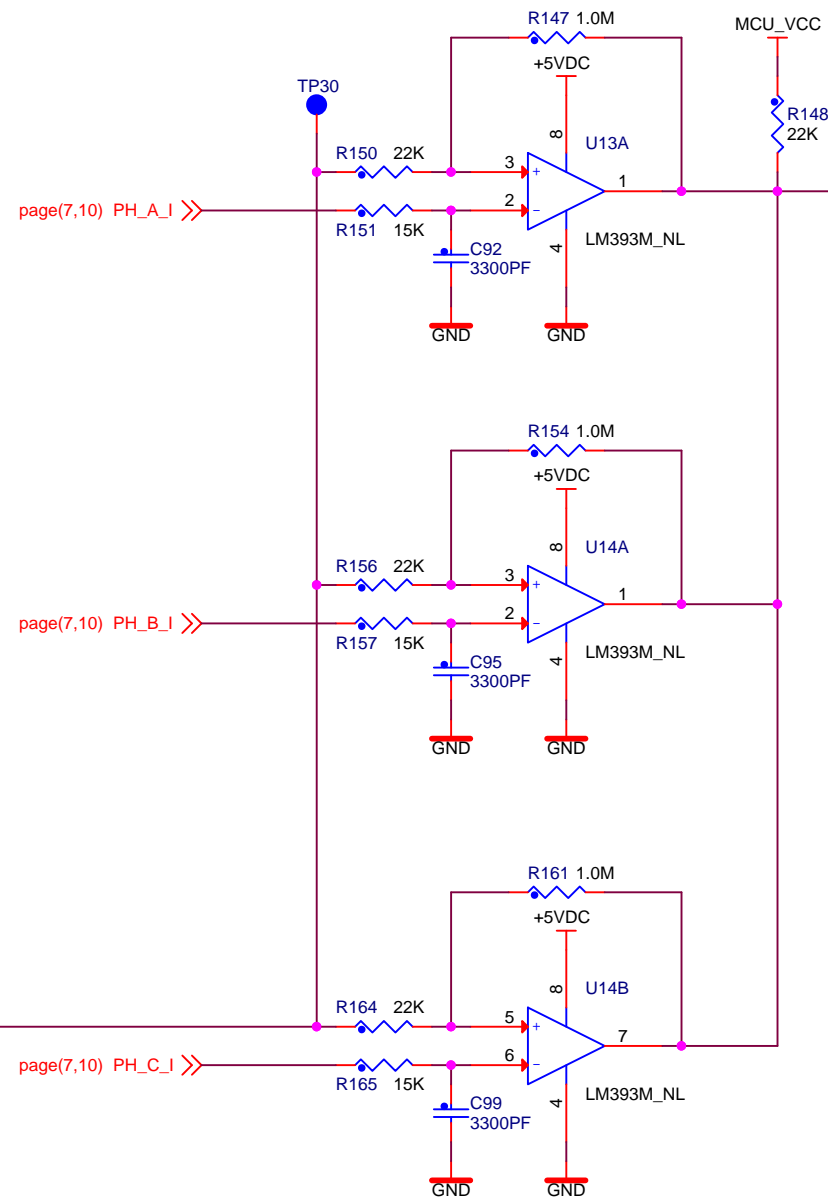 R147 1.0M
MCU_VCC
+5VDC
TP30
R148
22K
8
U13A
R150 22K
3
+
1
page(7,10) PH_A_I
2
-
R151 15K
4
LM393M_NL
C92
3300PF
GND
GND
R154 1.0M
+5VDC
8
U14A
R156 22K
3
+
1
page(7,10) PH_B_I
2
-
R157 15K
4
LM393M_NL
C95
3300PF
GND
GND
R161 1.0M
+5VDC
8
U14B
R164 22K
5
+
7
page(7,10) PH_C_I
6
-
R165 15K
4
LM393M_NL
C99
3300PF
GND
GND